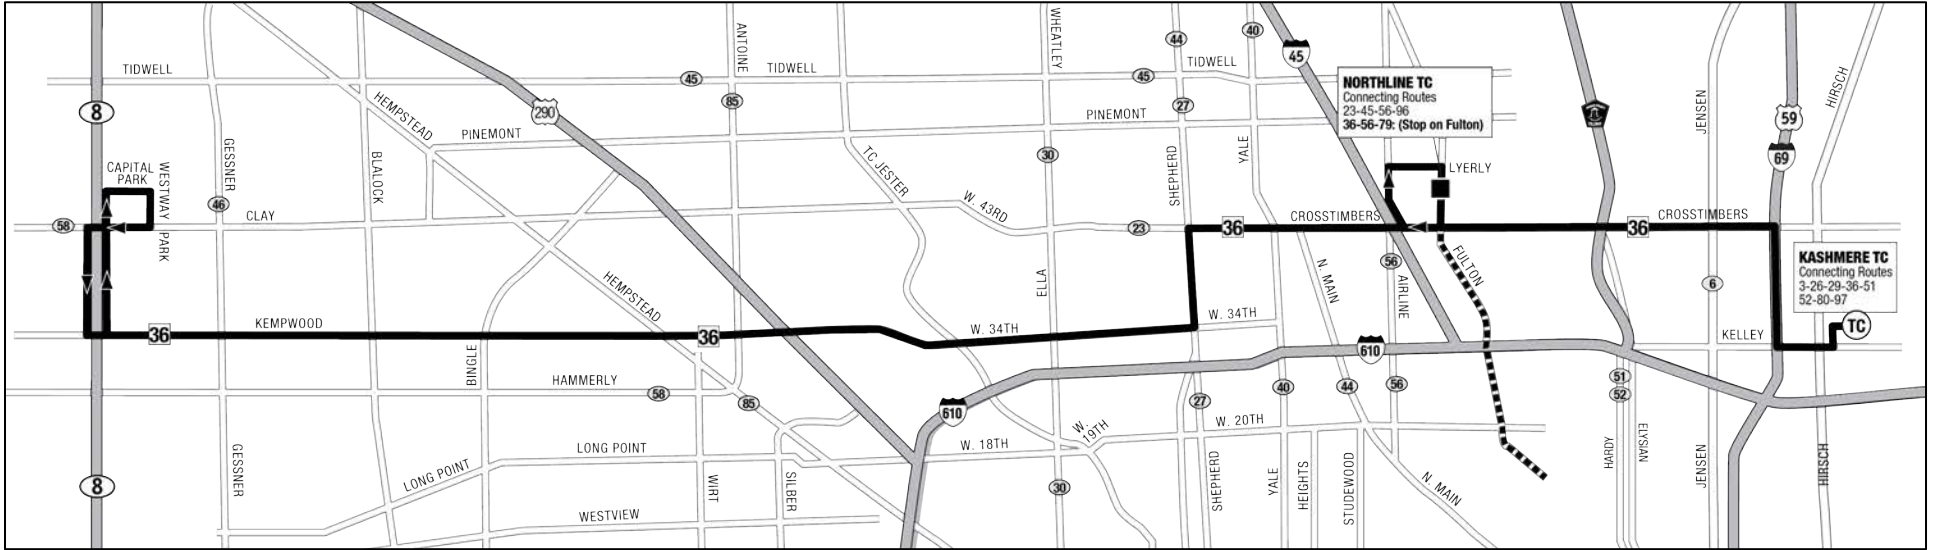 ANTOINE
WHEATLEY
44
40
45
TIDWELL
45
TIDWELL
45
TIDWELL
NORTHLINE TC
Connecting Routes
23-45-56-96
36-56-79: (Stop on Fulton)
8
HEMPSTEAD
290
85
27
PINEMONT
PINEMONT
JENSEN
59
HIRSCH
GESSNER
BLALOCK
TC JESTER
30
SHEPHERD
YALE
69
CAPITAL
PARK
WESTWAY PARK
LYERLY
46
W. 43RD
58
CLAY
23
36
CROSSTIMBERS
36
CROSSTIMBERS
HEMPSTEAD
ELLA
N. MAIN
56
AIRLINE
FULTON
6
KASHMERE TC
Connecting Routes
3-26-29-36-51
52-80-97
TC
36
KEMPWOOD
36
W. 34TH
W. 34TH
610
KELLEY
BINGLE
HAMMERLY
58
85
610
27
40
44
56
51
52
W. 18TH
W.
19TH
W. 20TH
GESSNER
LONG POINT
LONG POINT
WIRT
SILBER
30
SHEPHERD
YALE
HEIGHTS
STUDEWOOD
N. MAIN
HARDY
ELYSIAN
JENSEN
HIRSCH
8
WESTVIEW